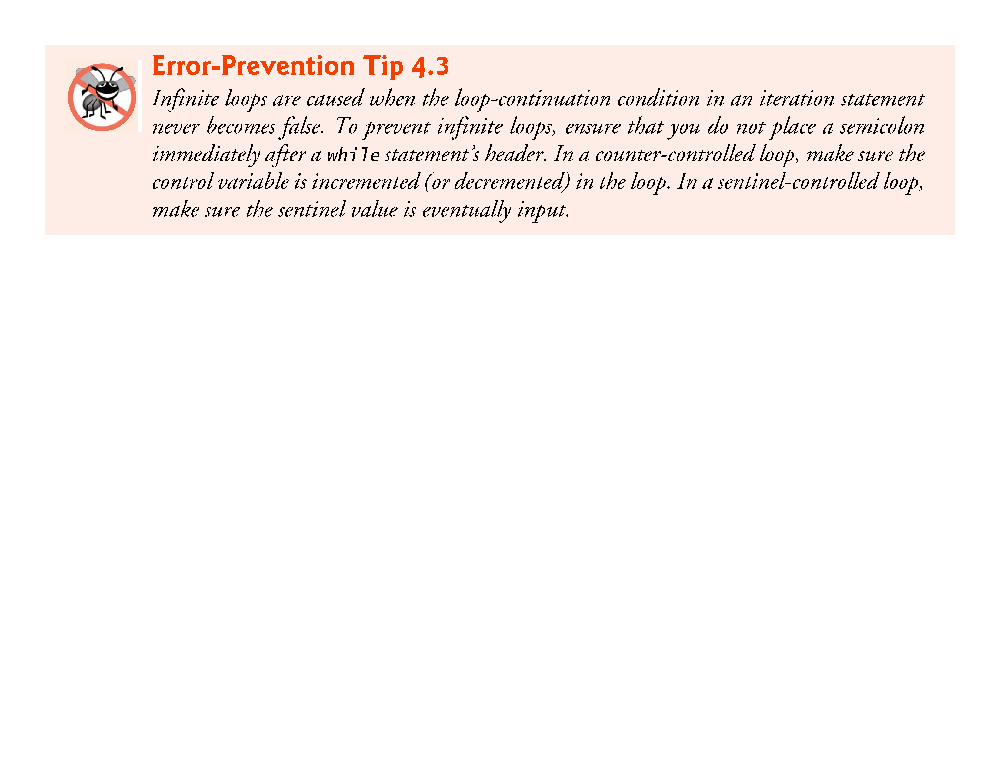 Error-Prevention Tip 4.3
Infinite loops are caused when the loop-continuation condition in an iteration statement
never becomes false. To prevent infinite loops, ensure that you do not place a semicolon
immediately after a while statement’s header. In a counter-controlled loop, make sure the
control variable is incremented (or decremented) in the loop. In a sentinel-controlled loop,
make sure the sentinel value is eventually input.